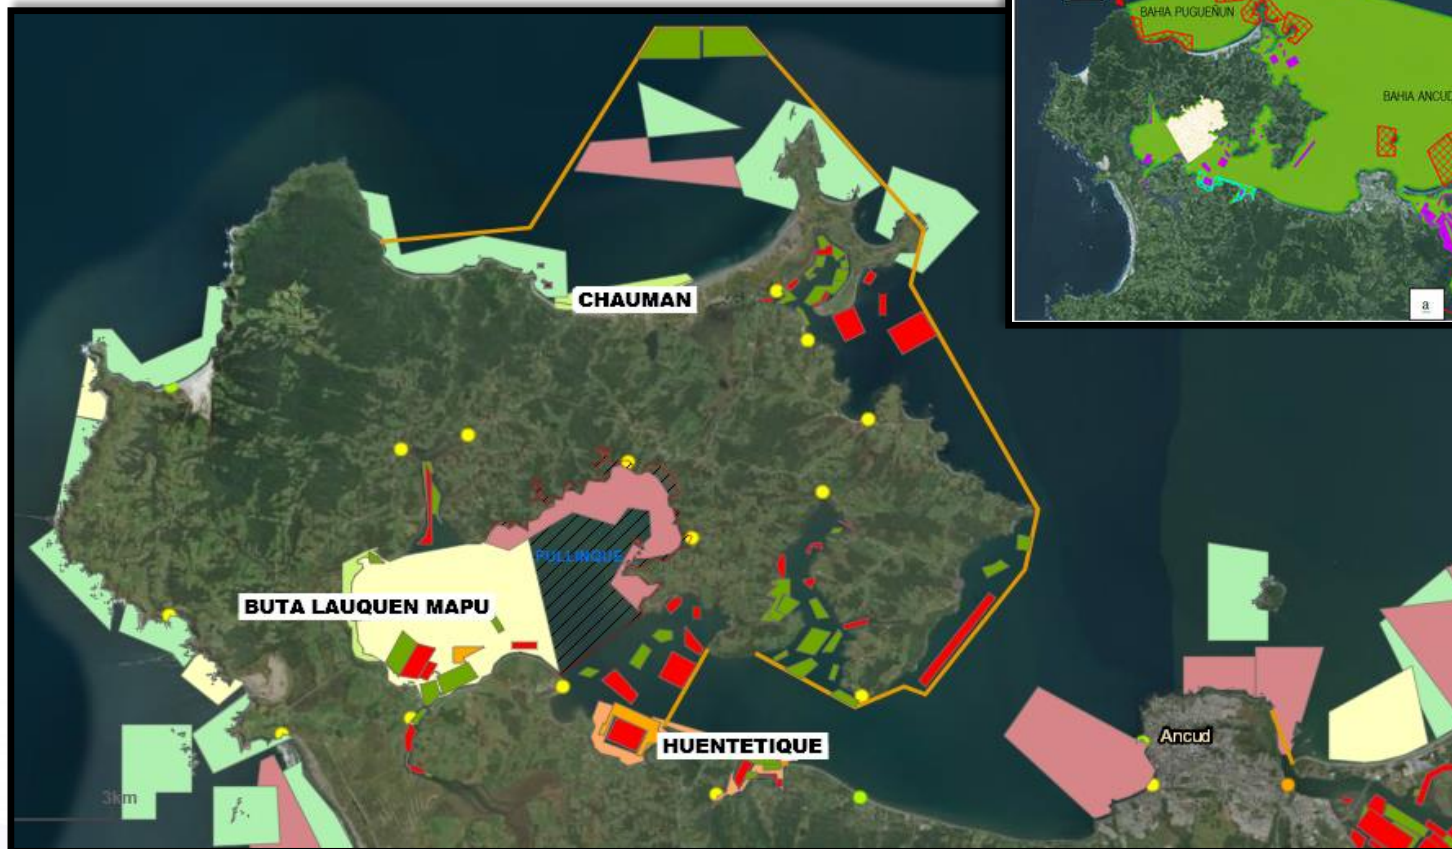 BAHIA PUGUEÑUN
BAHIA ANCUD
a
CHAUMAN
PULLINQUE
BUTA LAUQUEN MAPU
HUENTETIQUE
Ancud
3km